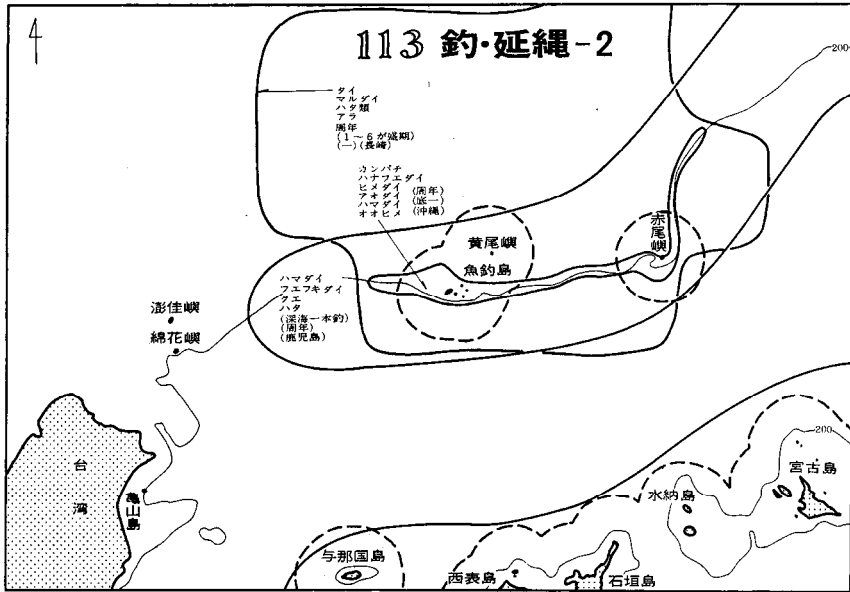 4
113 釣・延縄-2
200
タイ
マルダイ
ハタ類
アラ
周年
(1~6が盛期)
(一)(長崎)
カンパチ
ハナフエダイ
ヒメダイ (周年)
アオダイ (底一)
ハマダイ (沖縄)
オオヒメ
赤尾嶼
黄尾嶼
魚釣島
ハマダイ
フエフキダイ
クエ
ハタ
(深海一本釣)
(周年)
(鹿児島)
澎佳嶼
綿花嶼
台湾
亀山島
200
宮古島
水納島
与那国島
西表島
石垣島